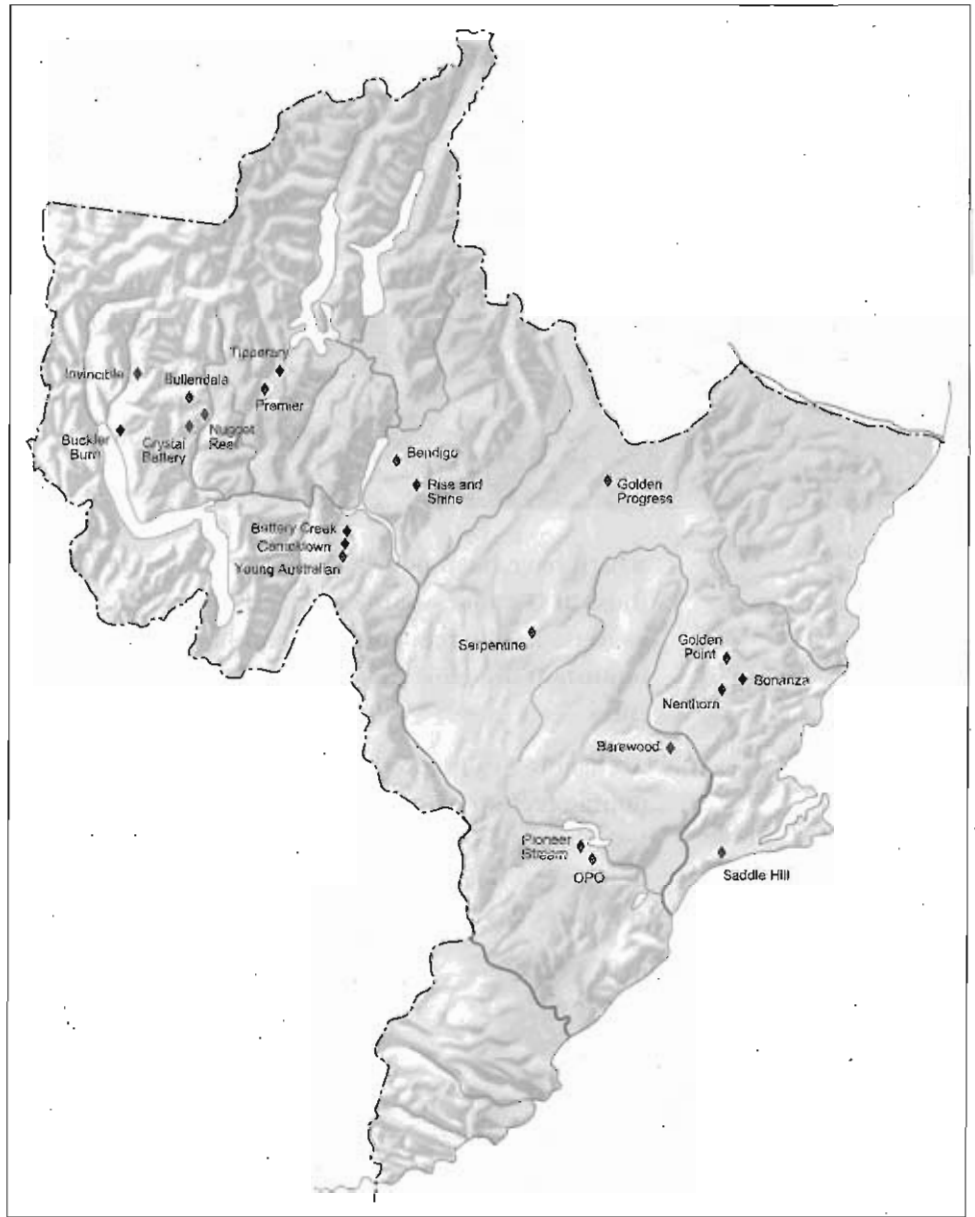 Tipperary
Invincible
Bullendale
Premier
Buckler
Burn
Crystal
Battery
Nugget
Reef
Bendigo
Rise and
Shine
Golden
Progress
Battery Creek
Carricktown
Young Australian
Serpentine
Golden
Point
Bonanza
Nenthorn
Barewood
Pioneer
Stream
OPQ
Saddle Hill